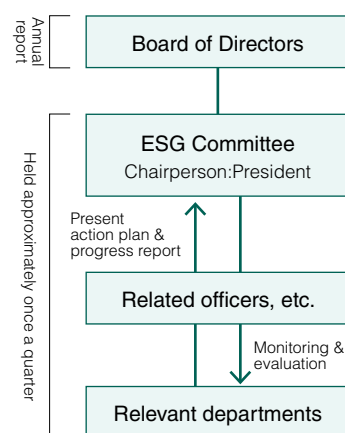 Annual
report
Board of Directors
Held approximately once a quarter
ESG Committee
Chairperson:President
Present
action plan &
progress report
Related officers, etc.
Monitoring &
evaluation
Relevant departments